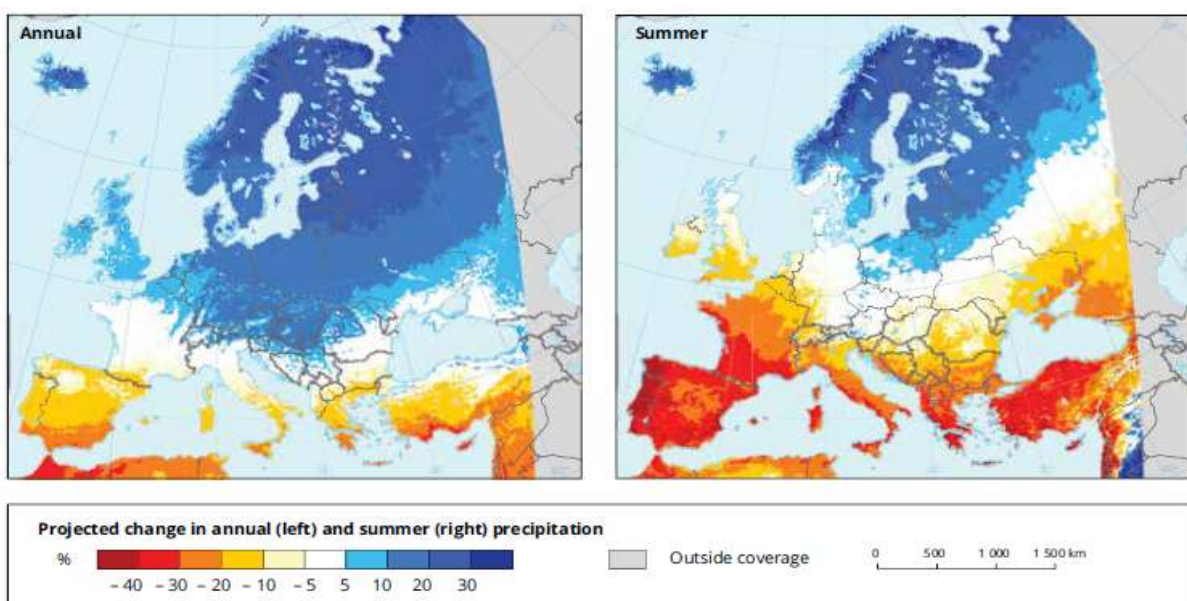 Annual
Summer
Projected change in annual (left) and summer (right) precipitation
%
– 40 – 30 – 20 – 10 – 5 5 10 20 30
Outside coverage
0 500 1 000 1 500 km